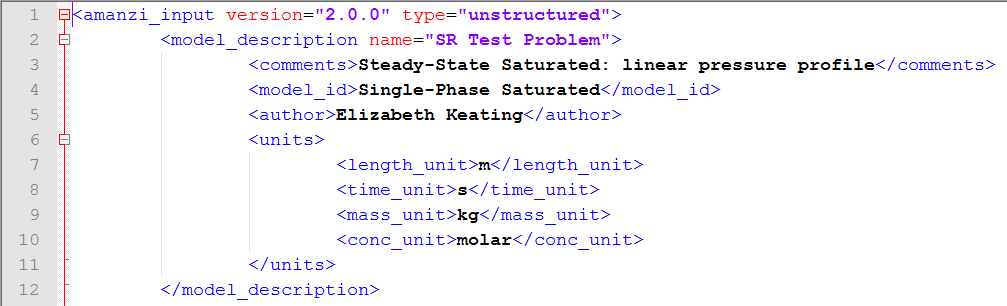 1 <amanzi_input version="2.0.0" type="unstructured">
2 <model_description name="SR Test Problem">
3 <comments>Steady-State Saturated: linear pressure profile</comments>
4 <model_id>Single-Phase Saturated</model_id>
5 <author>Elizabeth Keating</author>
6 <units>
7 <length_unit>m</length_unit>
8 <time_unit>s</time_unit>
9 <mass_unit>kg</mass_unit>
10 <conc_unit>molar</conc_unit>
11 </units>
12 </model_description>